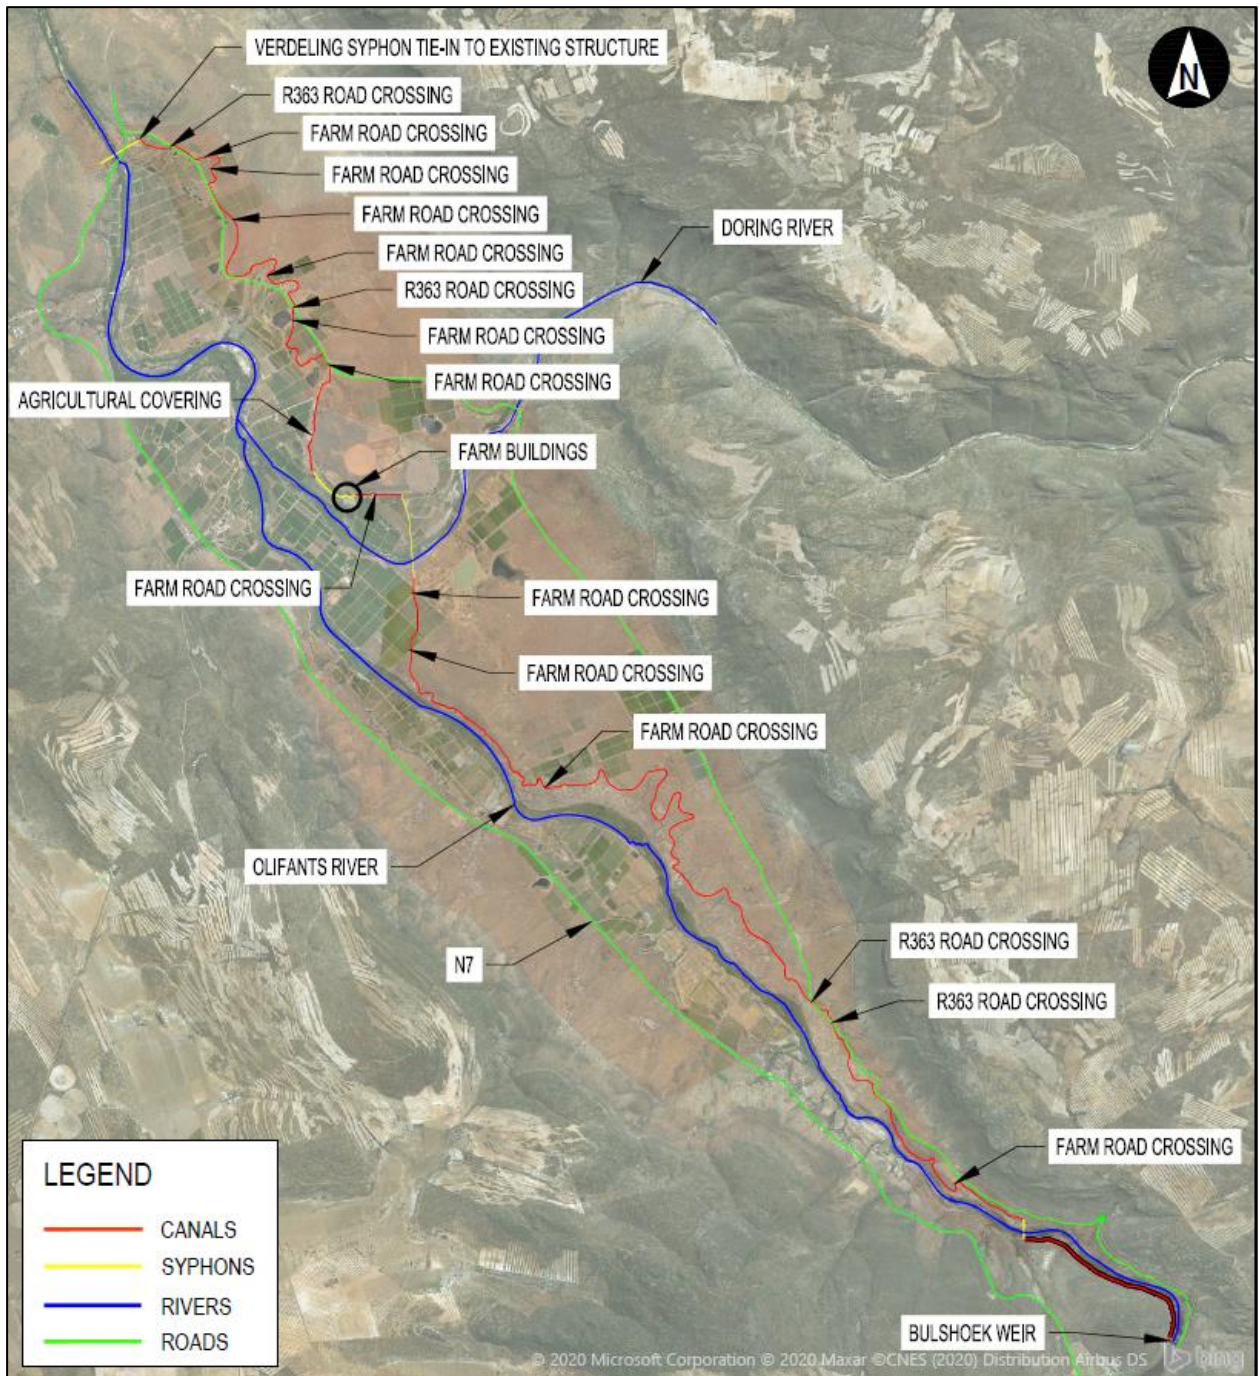 VERDELING SYPHON TIE-IN TO EXISTING STRUCTURE
N
R363 ROAD CROSSING
FARM ROAD CROSSING
FARM ROAD CROSSING
FARM ROAD CROSSING
DORING RIVER
FARM ROAD CROSSING
R363 ROAD CROSSING
FARM ROAD CROSSING
FARM ROAD CROSSING
AGRICULTURAL COVERING
FARM BUILDINGS
FARM ROAD CROSSING
FARM ROAD CROSSING
FARM ROAD CROSSING
FARM ROAD CROSSING
OLIFANTS RIVER
R363 ROAD CROSSING
N7
R363 ROAD CROSSING
FARM ROAD CROSSING
LEGEND
CANALS
SYPHONS
RIVERS
ROADS
BULSHOEK WEIR
© 2020 Microsoft Corporation © 2020 Maxar ©CNES (2020) Distribution Airbus DS
bing